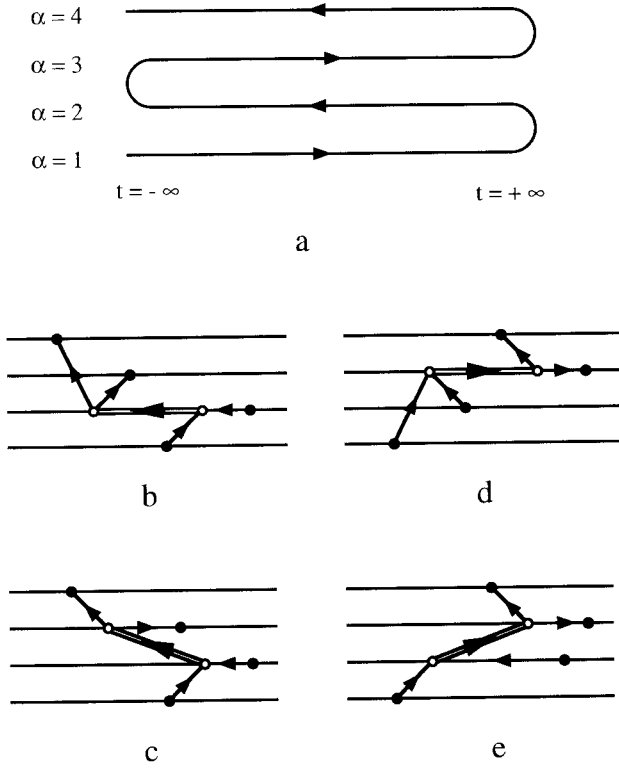 α = 4
α = 3
α = 2
α = 1
t = - ∞ t = + ∞
a
b d
c e